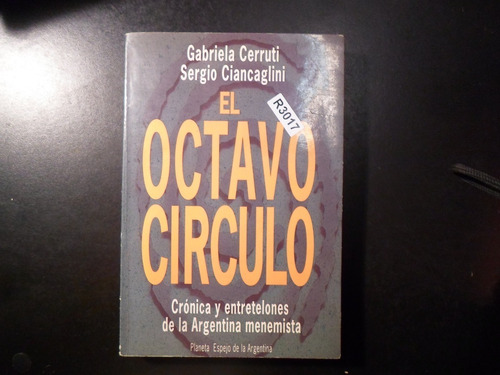 Gabriela Cerruti
Sergio Ciancaglini
EL
R3017
OCTAVO
CIRCULO
Crónica y entretelones
de la Argentina menemista
Planeta Espejo de la Argentina